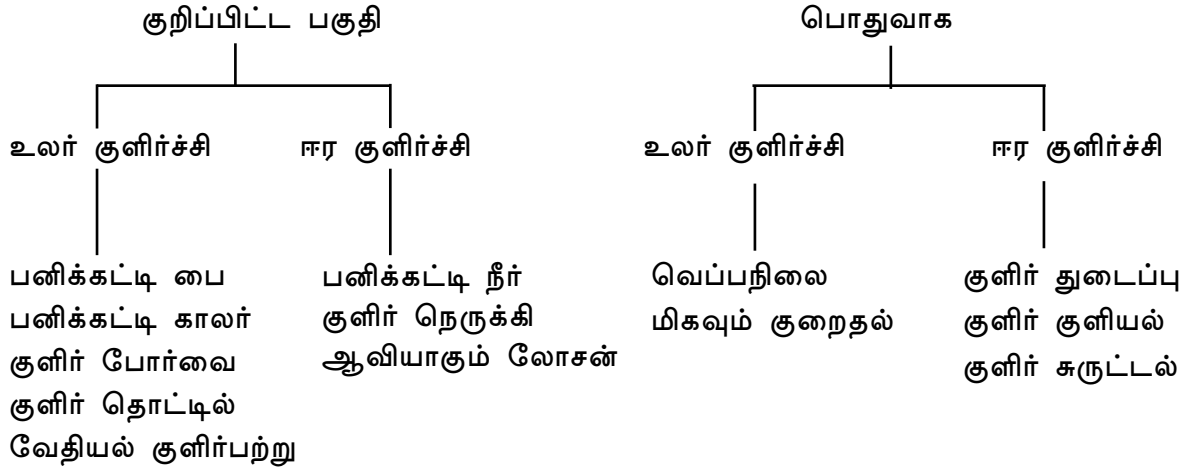 குறிப்பிட்ட பகுதி
உலர் குளிர்ச்சி
பனிக்கட்டி பை
பனிக்கட்டி காலர்
குளிர் போர்வை
குளிர் தொட்டில்
வேதியல் குளிர்பற்று
ஈர குளிர்ச்சி
பனிக்கட்டி நீர்
குளிர் நெருக்கி
ஆவியாகும் லோசன்
பொதுவாக
உலர் குளிர்ச்சி
வெப்பநிலை
மிகவும் குறைதல்
ஈர குளிர்ச்சி
குளிர் துடைப்பு
குளிர் குளியல்
குளிர் சுருட்டல்